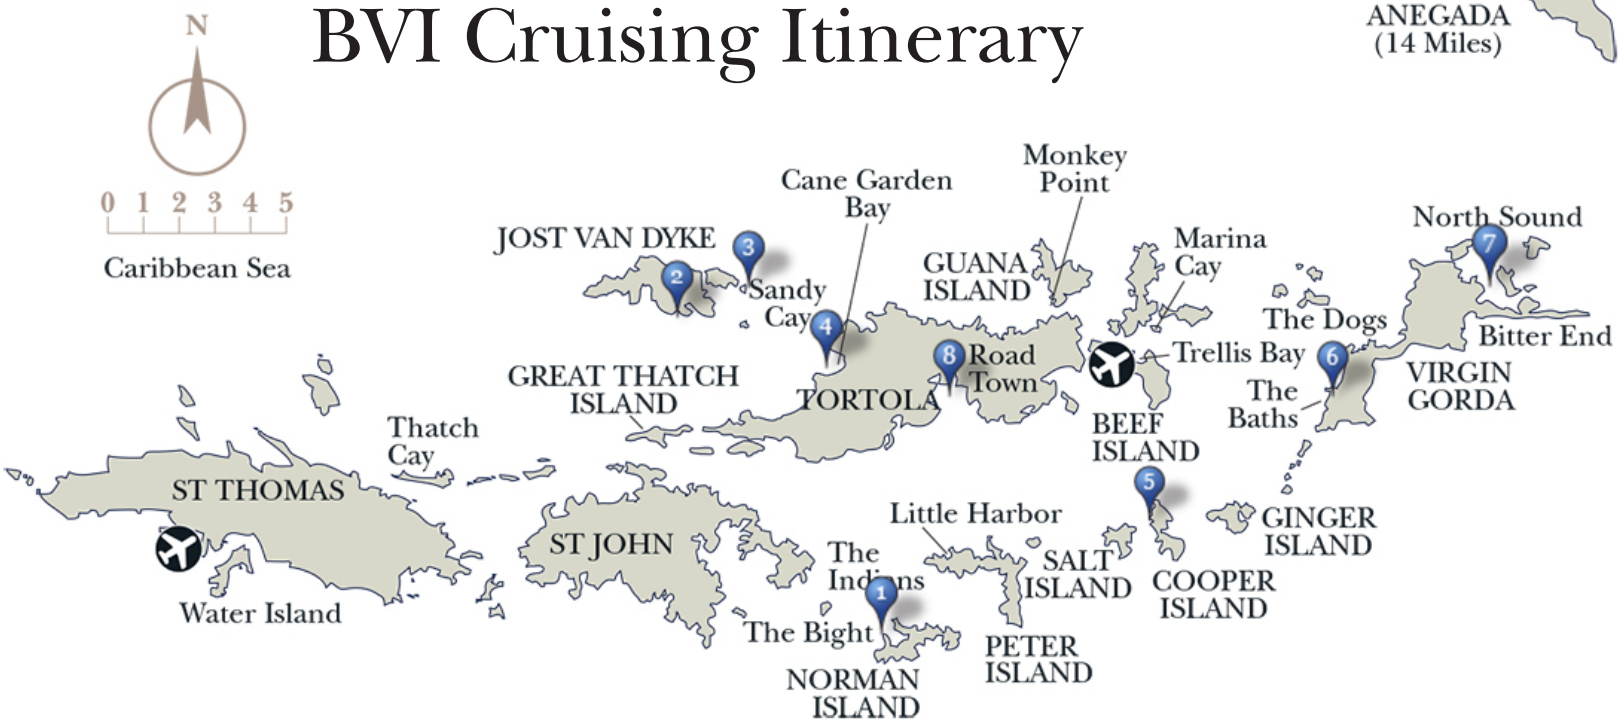 BVI Cruising Itinerary
ANEGADA
(14 Miles)
N
0 1 2 3 4 5
Caribbean Sea
Monkey
Point
Cane Garden
Bay
North Sound
7
JOST VAN DYKE
3
2
Marina
Cay
GUANA
ISLAND
Sandy
Cay
4
The Dogs
Bitter End
8
Road
Town
Trellis Bay
6
GREAT THATCH
ISLAND
TORTOLA
VIRGIN
GORDA
The
Baths
Thatch
Cay
BEEF
ISLAND
ST THOMAS
5
Little Harbor
GINGER
ISLAND
ST JOHN
The
Indians
SALT
ISLAND
COOPER
ISLAND
1
Water Island
The Bight
PETER
ISLAND
NORMAN
ISLAND